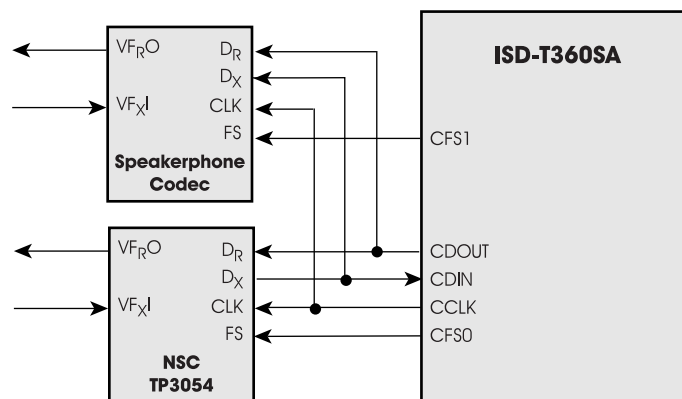 ISD-T360SA
VFRO
DR
DX
VFXI
CLK
FS
CFS1
Speakerphone
Codec
VFRO
DR
CDOUT
DX
CDIN
VFXI
CLK
CCLK
FS
CFS0
NSC
TP3054